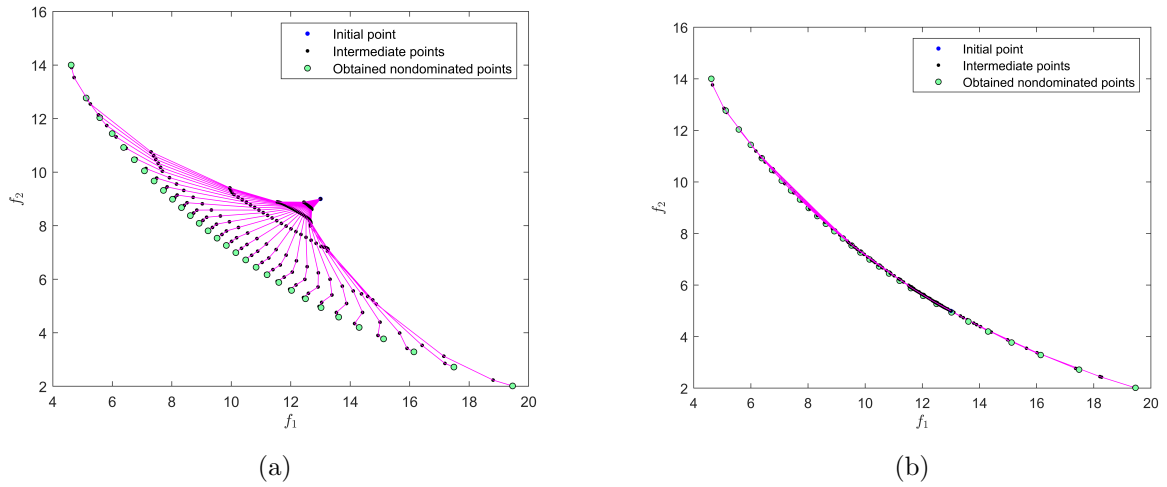 16
14
12
10
8
6
4
2
f2
Initial point
Intermediate points
Obtained nondominated points
4 6 8 10 12 14 16 18 20
f1
(a)
16
14
12
10
8
6
4
2
f2
Initial point
Intermediate points
Obtained nondominated points
4 6 8 10 12 14 16 18 20
f1
(b)